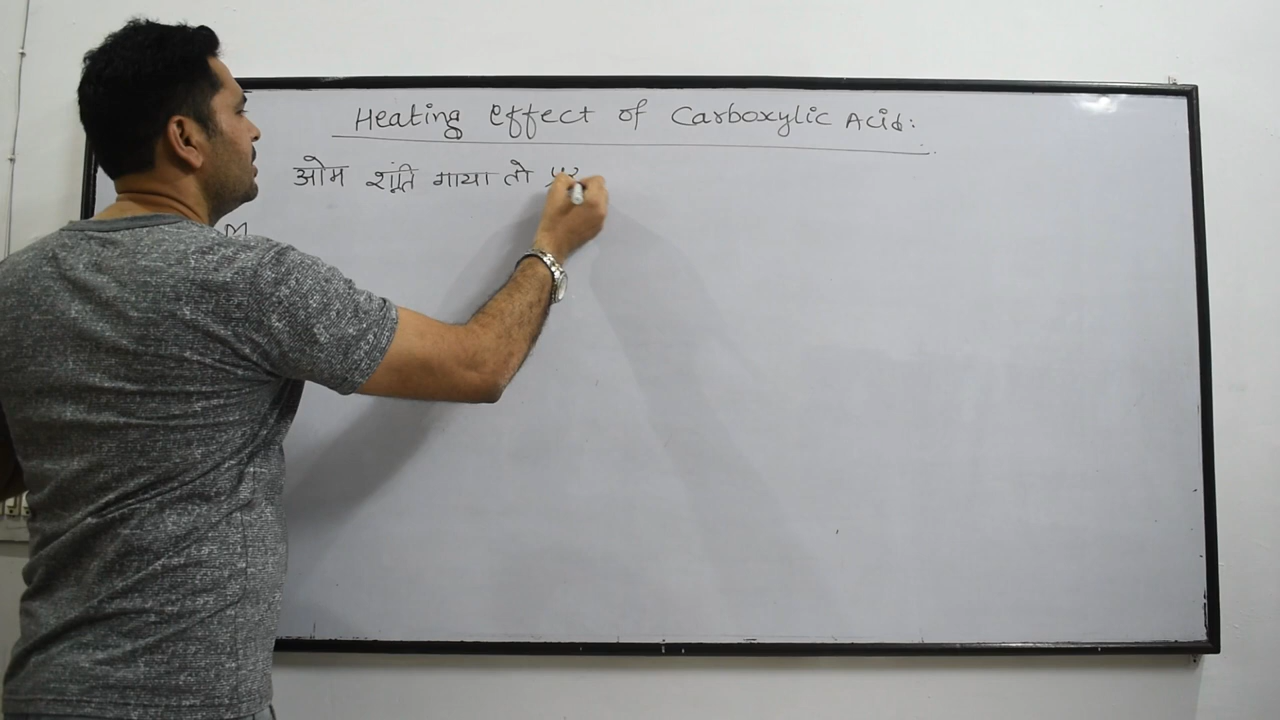 Heating effect of Carboxylic Acid:
ओम शांति गाया तो
M